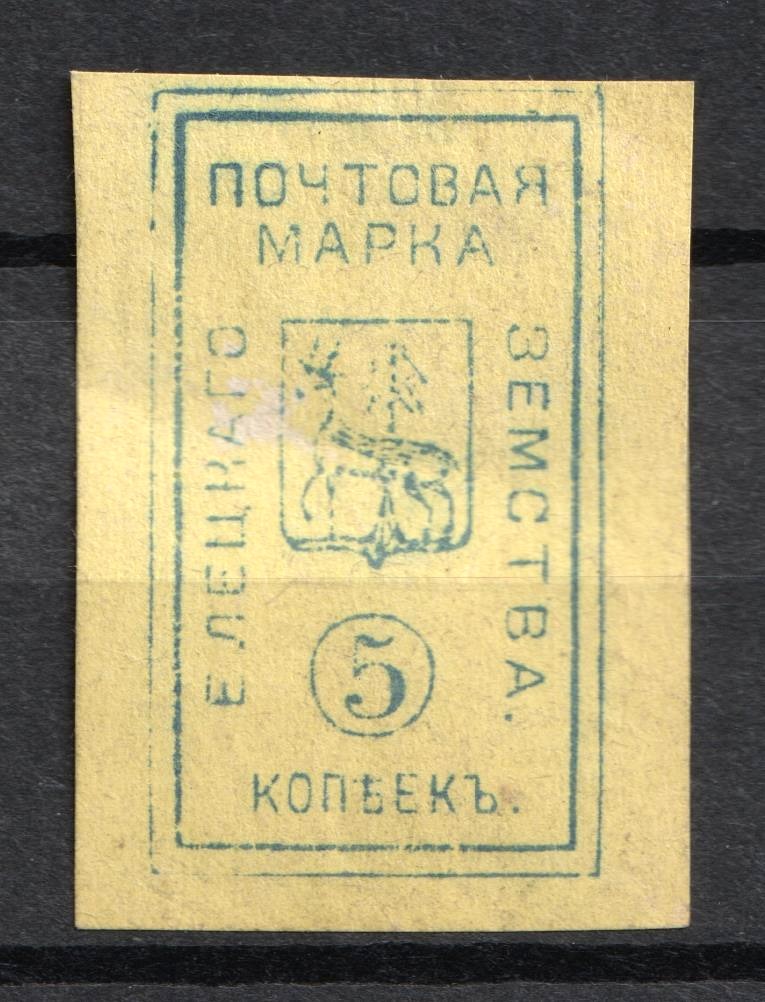 ПОЧТОВАЯ
МАРКА
ЕЛЕЦКАГО
ЗЕМСТВА.
5
КОПѢЕКЪ.